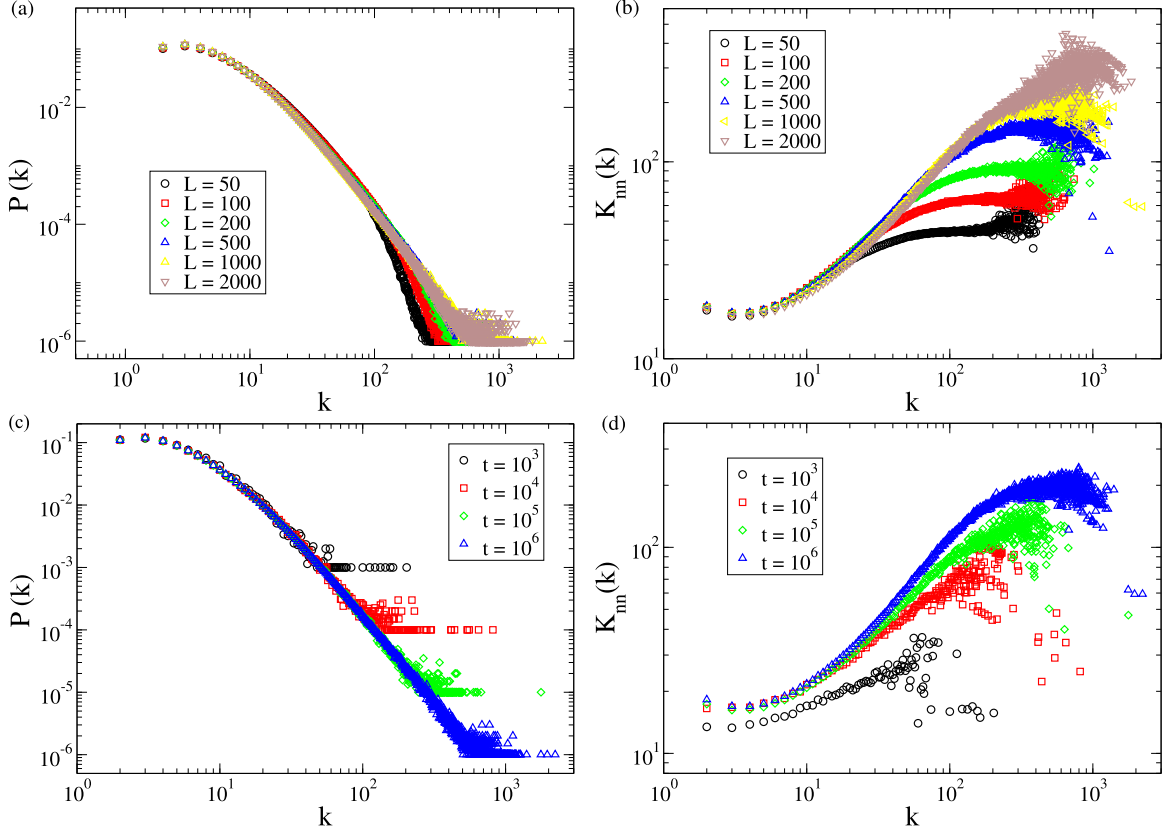 (a)
P (k)
10^-2
10^-4
10^-6
L = 50
L = 100
L = 200
L = 500
L = 1000
L = 2000
10^0 10^1 10^2 10^3
k
(b)
K_nn(k)
10^2
10^1
L = 50
L = 100
L = 200
L = 500
L = 1000
L = 2000
10^0 10^1 10^2 10^3
k
(c)
P (k)
10^-1
10^-2
10^-3
10^-4
10^-5
10^-6
t = 10^3
t = 10^4
t = 10^5
t = 10^6
10^0 10^1 10^2 10^3
k
(d)
K_nn(k)
10^2
10^1
t = 10^3
t = 10^4
t = 10^5
t = 10^6
10^0 10^1 10^2 10^3
k